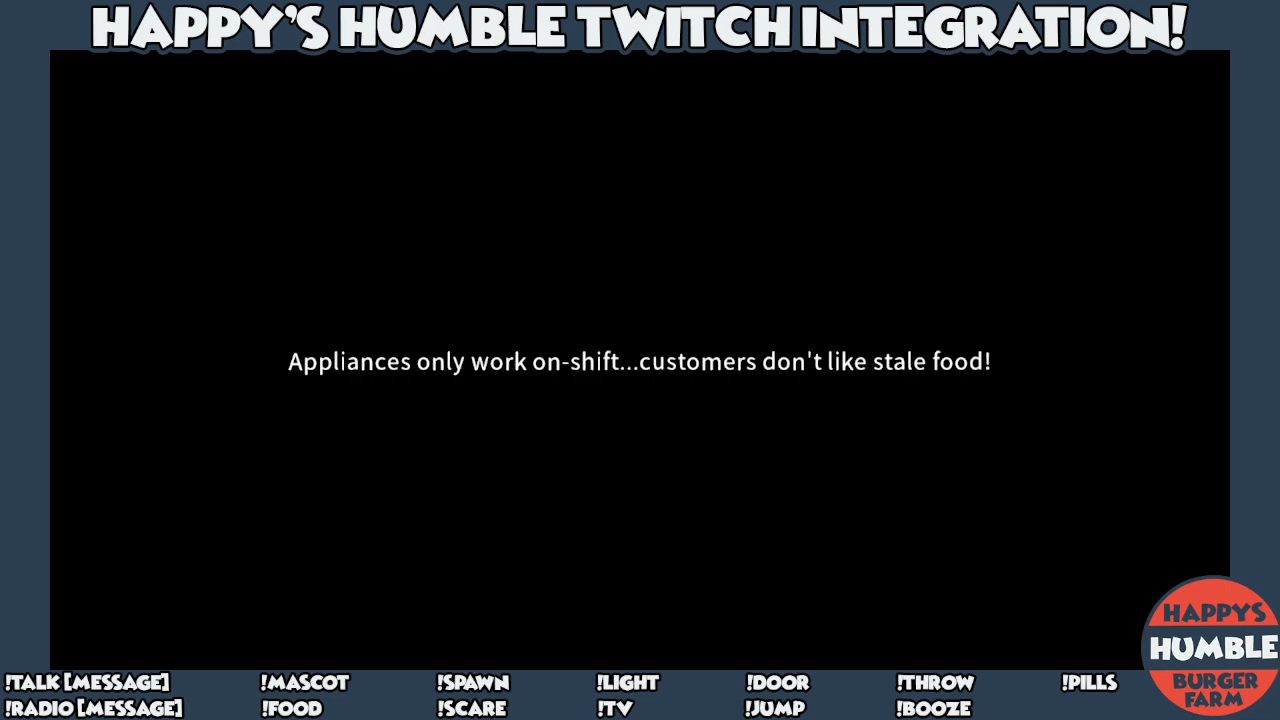 HAPPY'S HUMBLE TWITCH INTEGRATION!
Appliances only work on-shift...customers don't like stale food!
HAPPYS
HUMBLE
BURGER
FARM
!TALK [MESSAGE] !MASCOT !SPAWN !LIGHT !DOOR !THROW !PILLS
!RADIO [MESSAGE] !FOOD !SCARE !TV !JUMP !BOOZE